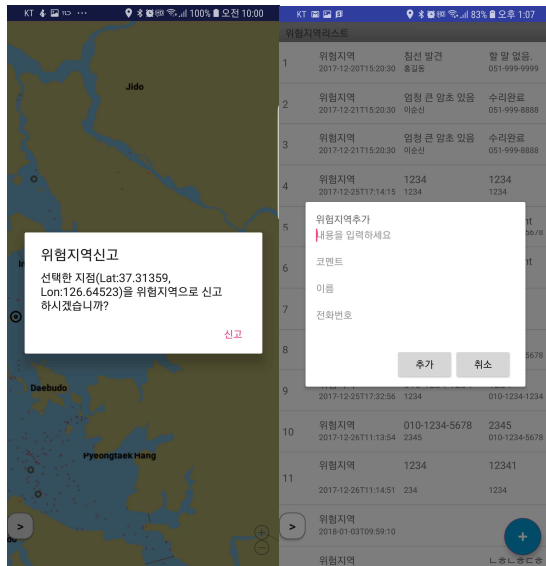 KT
100%
오전 10:00
Jido
위험지역신고
선택한 지점(Lat:37.31359,
Lon:126.64523)을 위험지역으로 신고
하시겠습니까?
신고
Daebudo
Pyeongtaek Hang
>
KT
83%
오후 1:07
위험지역리스트
1 위험지역 침선 발견 할 말 없음.
2017-12-20T15:20:30 홍길동 051-999-9999
2 위험지역 엄청 큰 암초 있음 수리완료
2017-12-21T15:20:30 이순신 051-999-8888
3 위험지역 엄청 큰 암초 있음 수리완료
2017-12-21T15:20:30 이순신 051-999-8888
4 위험지역 1234 1234
2017-12-25T17:14:15 1234 1234
5
5678
6
7
8
5678
위험지역추가
내용을 입력하세요
코멘트
이름
전화번호
추가 취소
9
2017-12-25T17:32:56 1234 010-1234-1234
10 위험지역 010-1234-5678 2345
2017-12-26T11:13:54 2345 010-1234-5678
11 위험지역 1234 12341
2017-12-26T11:14:51 234 1234
위험지역
2018-01-03T09:59:10
>
+
위험지역